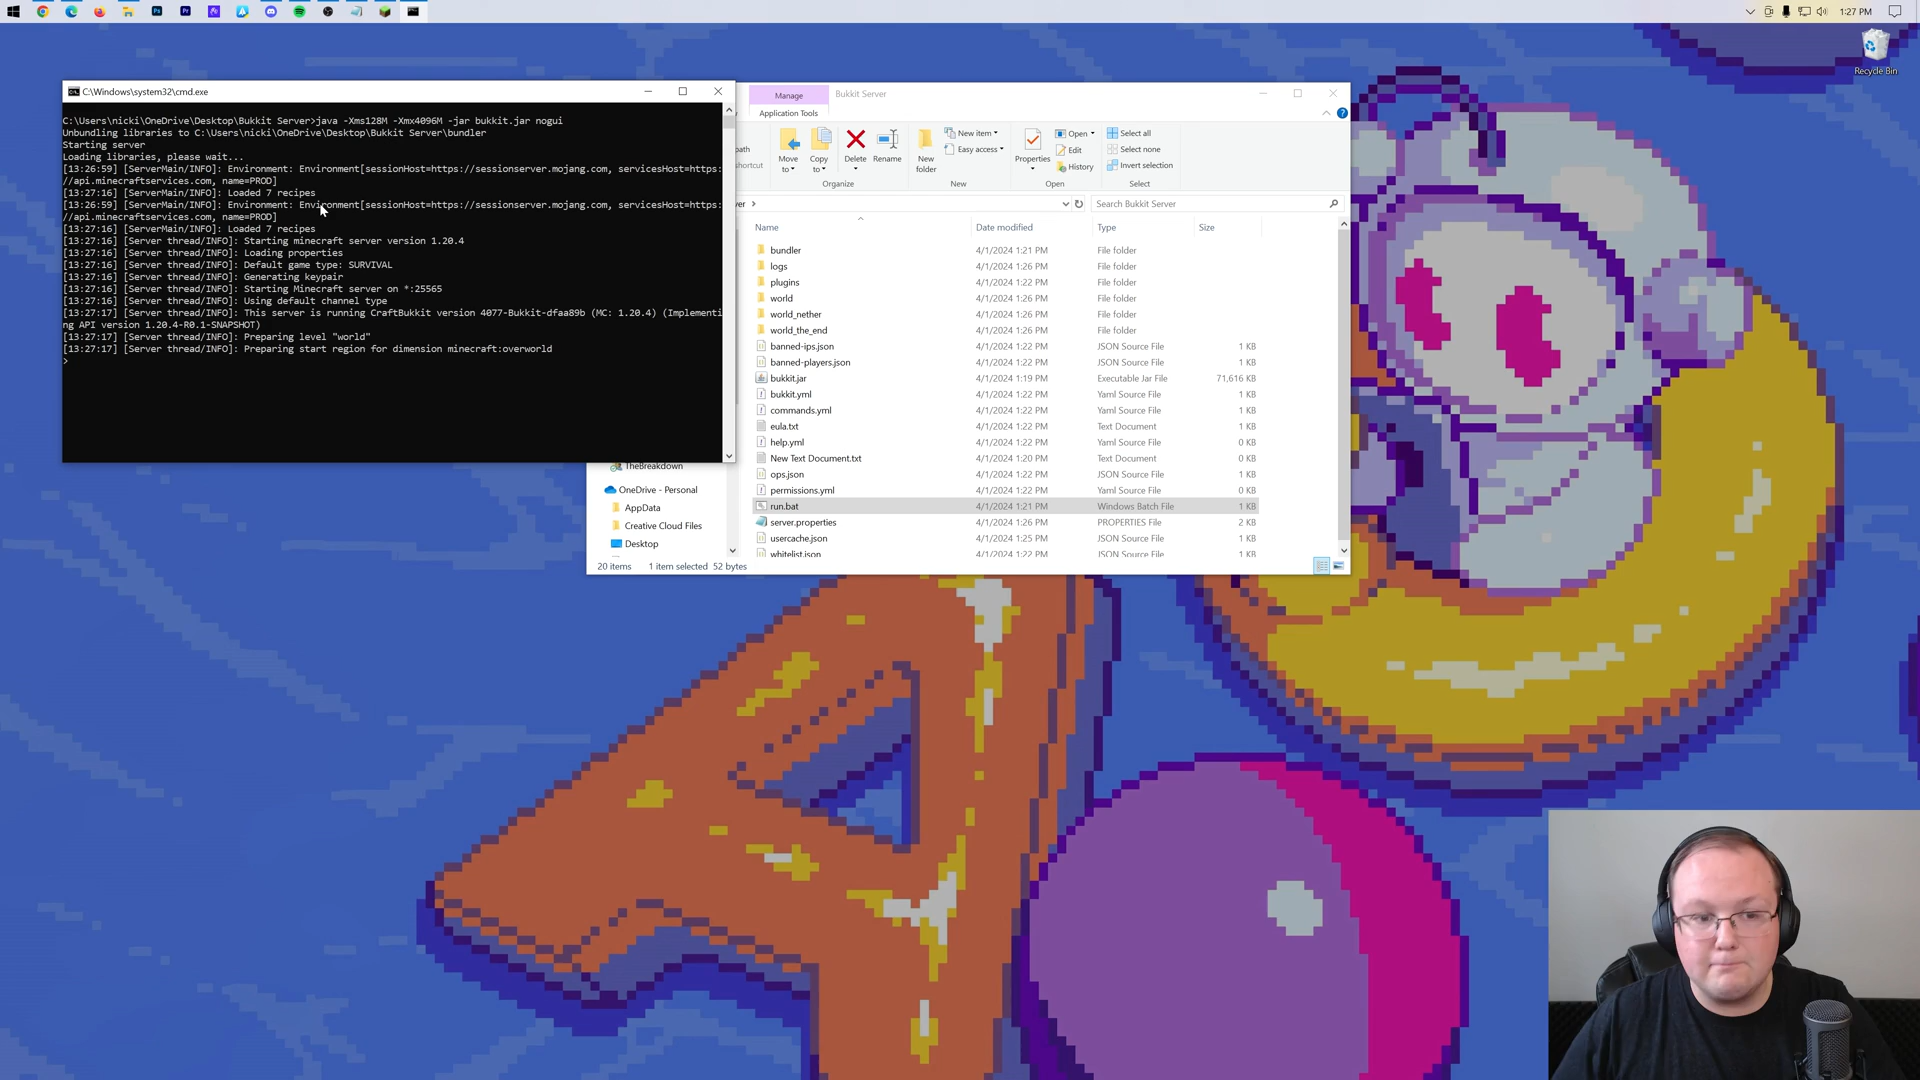 1:27 PM
Recycle Bin
C:\Windows\system32\cmd.exe
C:\Users\nicki\OneDrive\Desktop\Bukkit Server>java -Xms128M -Xmx4096M -jar bukkit.jar nogui
Unbundling libraries to C:\Users\nicki\OneDrive\Desktop\Bukkit Server\bundler
Starting server
Loading libraries, please wait...
[13:26:59] [ServerMain/INFO]: Environment: Environment[sessionHost=https://sessionserver.mojang.com, servicesHost=https:
//api.minecraftservices.com, name=PROD]
[13:27:16] [ServerMain/INFO]: Loaded 7 recipes
[13:26:59] [ServerMain/INFO]: Environment: Environment[sessionHost=https://sessionserver.mojang.com, servicesHost=https:
//api.minecraftservices.com, name=PROD]
[13:27:16] [ServerMain/INFO]: Loaded 7 recipes
[13:27:16] [Server thread/INFO]: Starting minecraft server version 1.20.4
[13:27:16] [Server thread/INFO]: Loading properties
[13:27:16] [Server thread/INFO]: Default game type: SURVIVAL
[13:27:16] [Server thread/INFO]: Generating keypair
[13:27:16] [Server thread/INFO]: Starting Minecraft server on *:25565
[13:27:16] [Server thread/INFO]: Using default channel type
[13:27:17] [Server thread/INFO]: This server is running CraftBukkit version 4077-Bukkit-dfaa89b (MC: 1.20.4) (Implementi
ng API version 1.20.4-R0.1-SNAPSHOT)
[13:27:17] [Server thread/INFO]: Preparing level "world"
[13:27:17] [Server thread/INFO]: Preparing start region for dimension minecraft:overworld
>
Manage
Bukkit Server
Application Tools
Move to
Copy to
Delete
Rename
New folder
New item
Easy access
Properties
Open
Edit
History
Select all
Select none
Invert selection
Organize
New
Open
Select
Search Bukkit Server
Name Date modified Type Size
bundler 4/1/2024 1:21 PM File folder
logs 4/1/2024 1:26 PM File folder
plugins 4/1/2024 1:22 PM File folder
world 4/1/2024 1:26 PM File folder
world_nether 4/1/2024 1:26 PM File folder
world_the_end 4/1/2024 1:26 PM File folder
banned-ips.json 4/1/2024 1:22 PM JSON Source File 1 KB
banned-players.json 4/1/2024 1:22 PM JSON Source File 1 KB
bukkit.jar 4/1/2024 1:19 PM Executable Jar File 71,616 KB
bukkit.yml 4/1/2024 1:22 PM Yaml Source File 1 KB
commands.yml 4/1/2024 1:22 PM Yaml Source File 1 KB
eula.txt 4/1/2024 1:22 PM Text Document 1 KB
help.yml 4/1/2024 1:22 PM Yaml Source File 0 KB
New Text Document.txt 4/1/2024 1:20 PM Text Document 0 KB
ops.json 4/1/2024 1:22 PM JSON Source File 1 KB
permissions.yml 4/1/2024 1:22 PM Yaml Source File 0 KB
run.bat 4/1/2024 1:21 PM Windows Batch File 1 KB
server.properties 4/1/2024 1:26 PM PROPERTIES File 2 KB
usercache.json 4/1/2024 1:25 PM JSON Source File 1 KB
whitelist.json 4/1/2024 1:22 PM JSON Source File 1 KB
TheBreakdown
OneDrive - Personal
AppData
Creative Cloud Files
Desktop
20 items 1 item selected 52 bytes